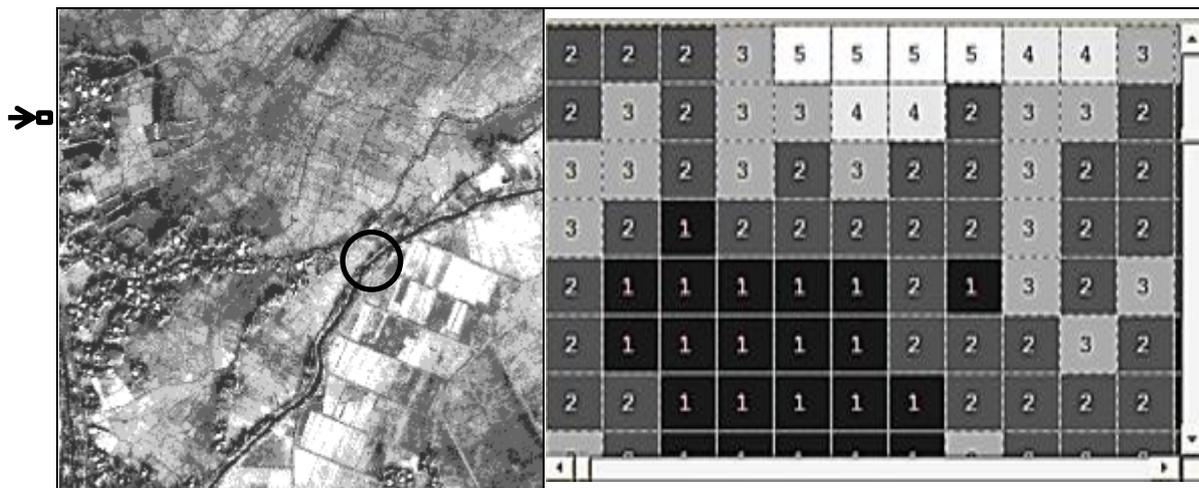 2 2 2 3 5 5 5 5 4 4 3
2 3 2 3 3 4 4 2 3 3 2
3 3 2 3 2 3 2 2 3 2 2
3 2 1 2 2 2 2 2 3 2 2
2 1 1 1 1 1 2 1 3 2 3
2 1 1 1 1 1 2 2 2 3 2
2 2 1 1 1 1 1 2 2 2 2